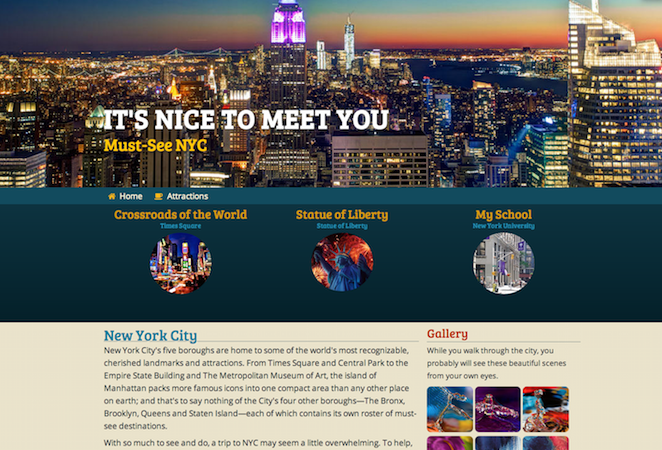 IT'S NICE TO MEET YOU
Must-See NYC
Home Attractions
Crossroads of the World
Times Square
Statue of Liberty
Statue of Liberty
My School
New York University
New York City
New York City's five boroughs are home to some of the world's most recognizable,
cherished landmarks and attractions. From Times Square and Central Park to the
Empire State Building and The Metropolitan Museum of Art, the island of
Manhattan packs more famous icons into one compact area than any other place
on earth; and that's to say nothing of the City's four other boroughs—The Bronx,
Brooklyn, Queens and Staten Island—each of which contains its own roster of must-
see destinations.
With so much to see and do, a trip to NYC may seem a little overwhelming. To help,
Gallery
While you walk through the city, you
probably will see these beautiful scenes
from your own eyes.